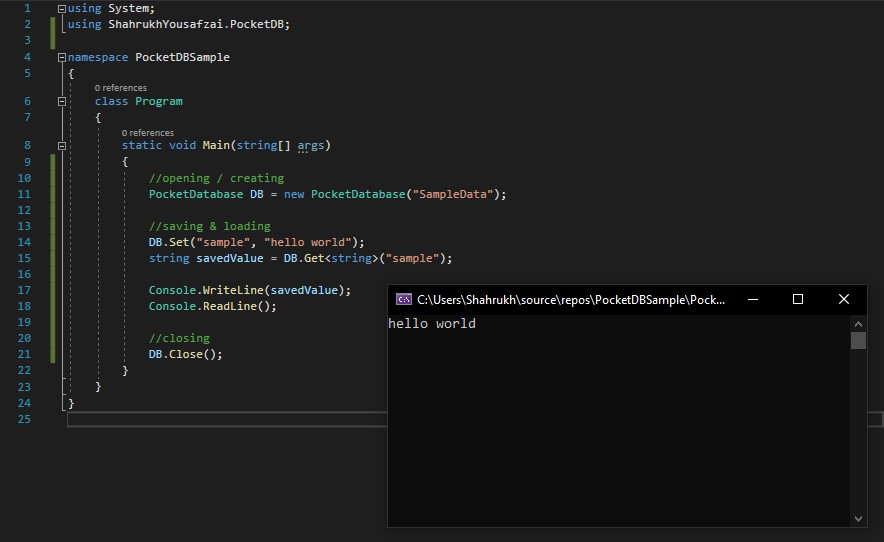 1 using System;
2 using ShahrukhYousafzai.PocketDB;
3
4 namespace PocketDBSample
5 {
0 references
6 class Program
7 {
0 references
8 static void Main(string[] args)
9 {
10 //opening / creating
11 PocketDatabase DB = new PocketDatabase("SampleData");
12
13 //saving & loading
14 DB.Set("sample", "hello world");
15 string savedValue = DB.Get<string>("sample");
16
17 Console.WriteLine(savedValue);
18 Console.ReadLine();
19
20 //closing
21 DB.Close();
22 }
23 }
24 }
25
C:\Users\Shahrukh\source\repos\PocketDBSample\Pock...
hello world